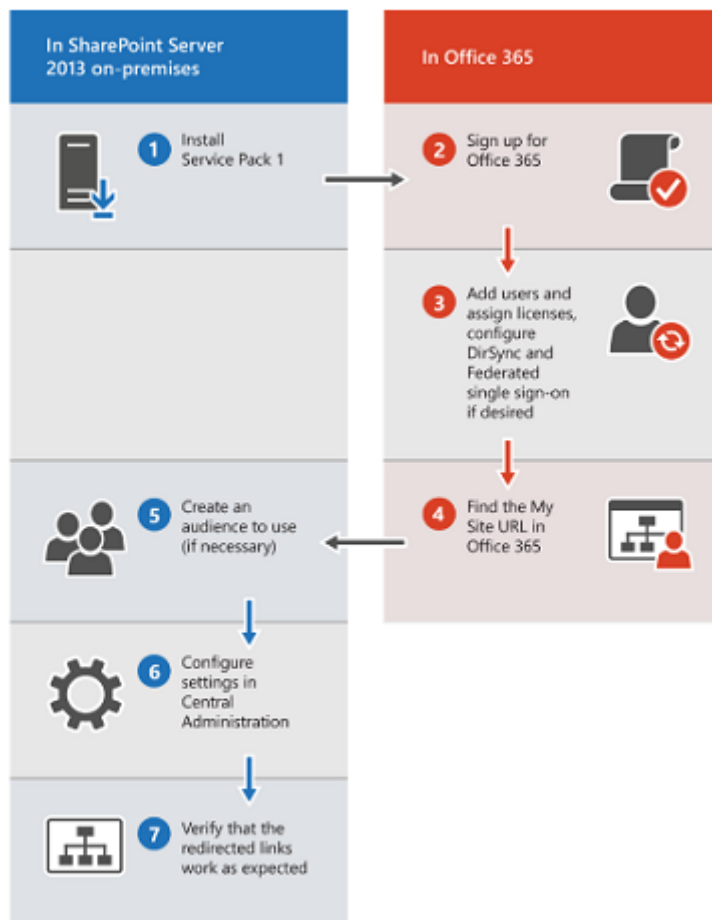 In SharePoint Server
2013 on-premises
In Office 365
1
Install
Service Pack 1
2
Sign up for
Office 365
3
Add users and
assign licenses,
configure
DirSync and
Federated
single sign-on
if desired
4
Find the My
Site URL in
Office 365
5
Create an
audience to use
(if necessary)
6
Configure
settings in
Central
Administration
7
Verify that the
redirected links
work as expected